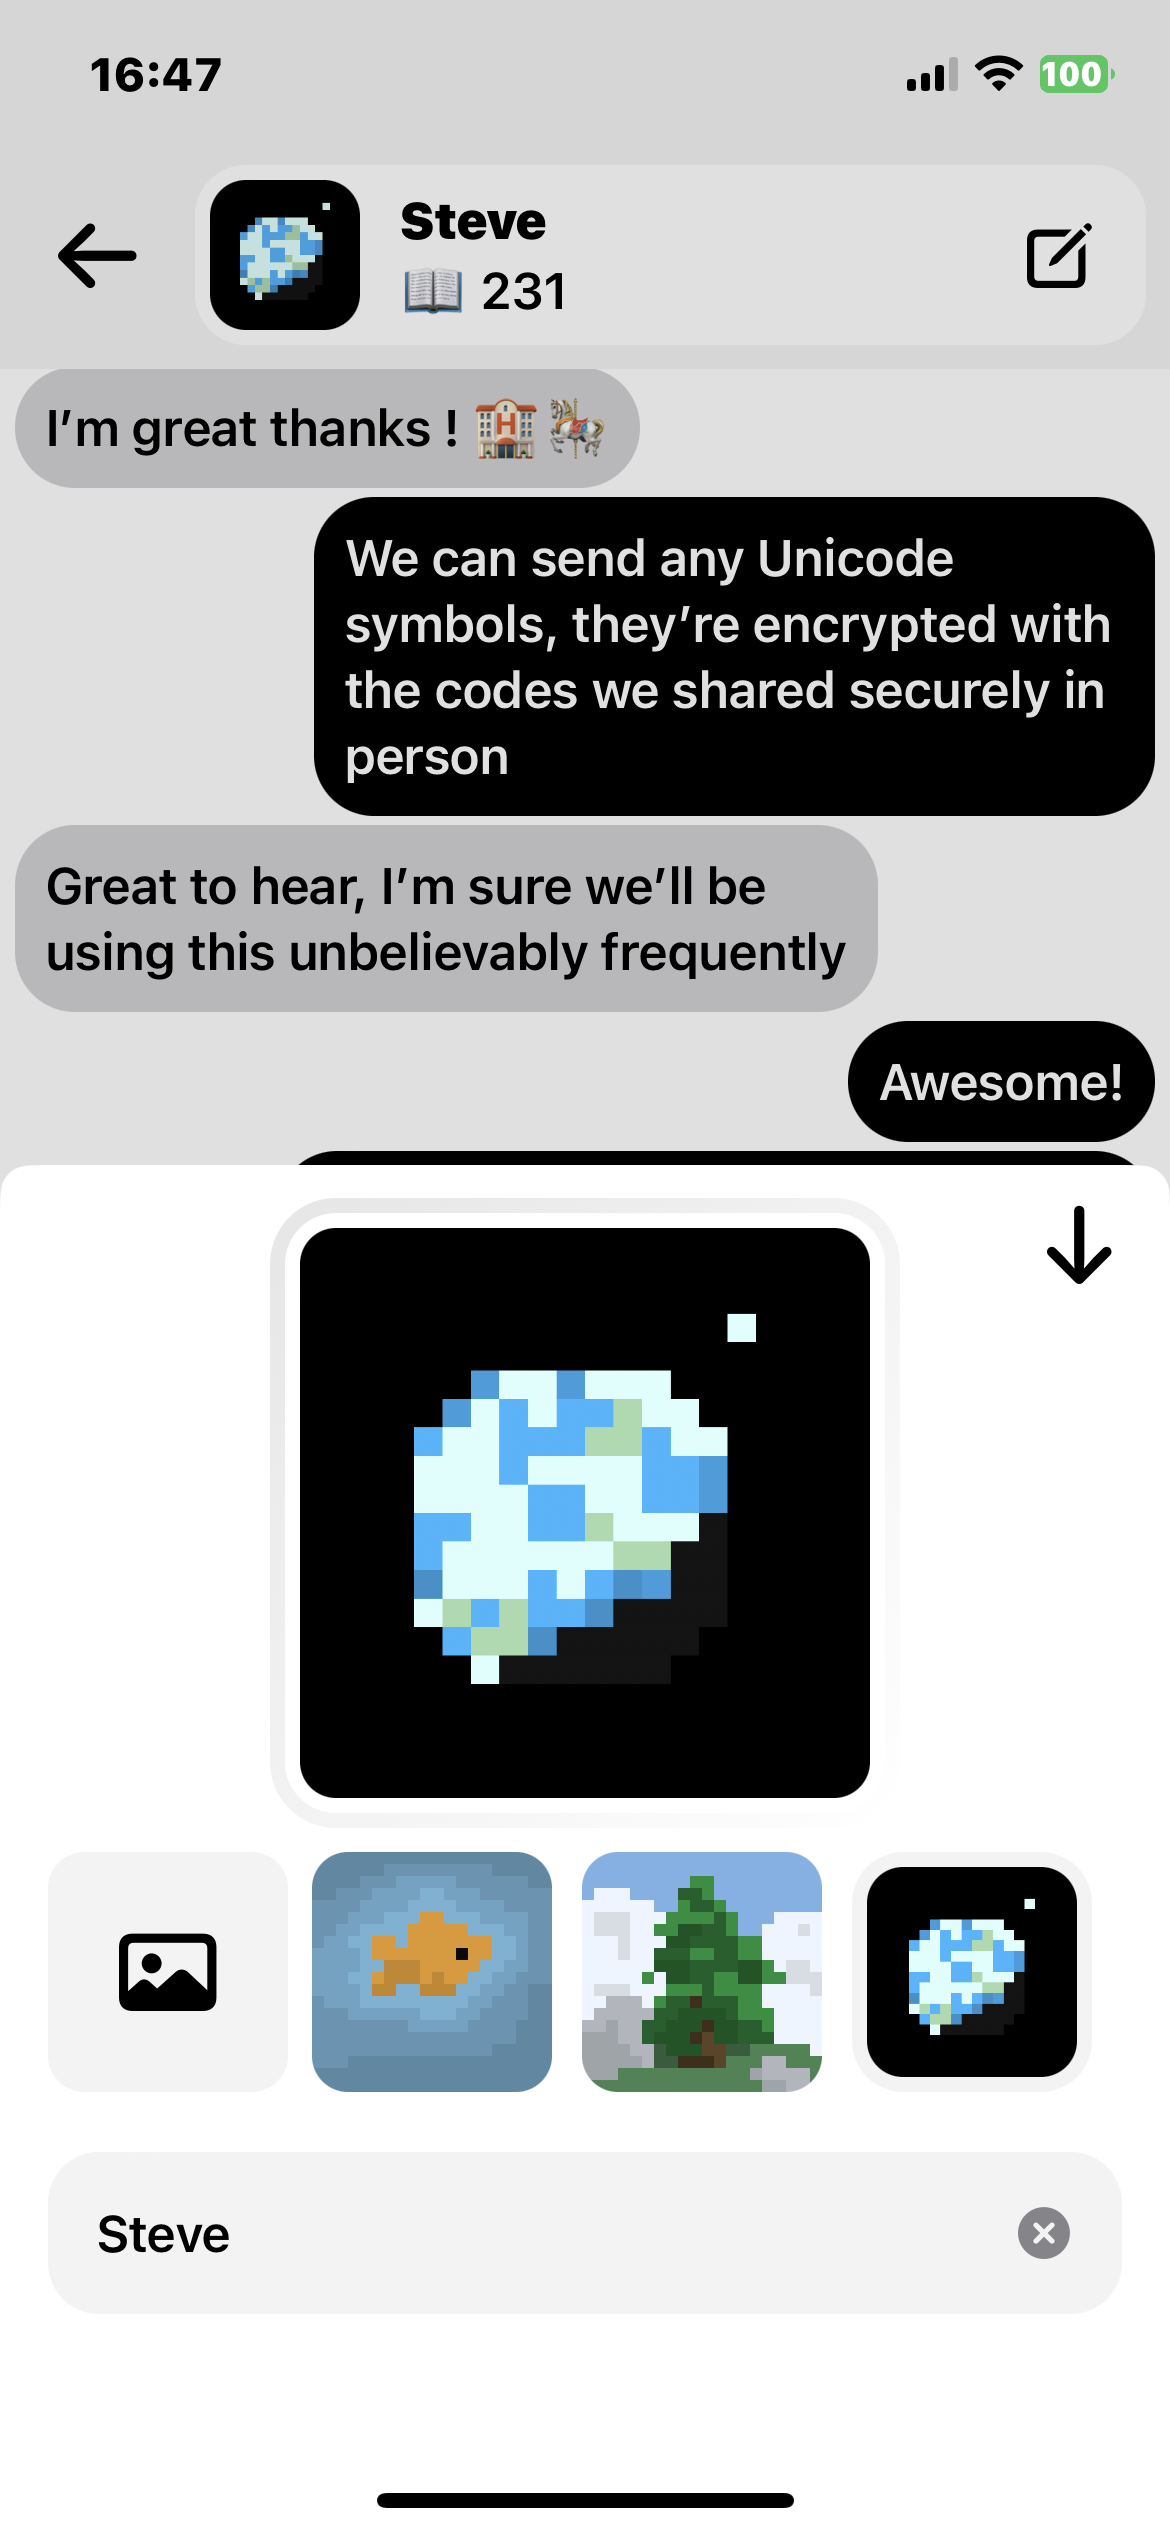 16:47
100
Steve
📖 231
I’m great thanks ! 🏨🎠
We can send any Unicode
symbols, they’re encrypted with
the codes we shared securely in
person
Great to hear, I’m sure we’ll be
using this unbelievably frequently
Awesome!
Steve